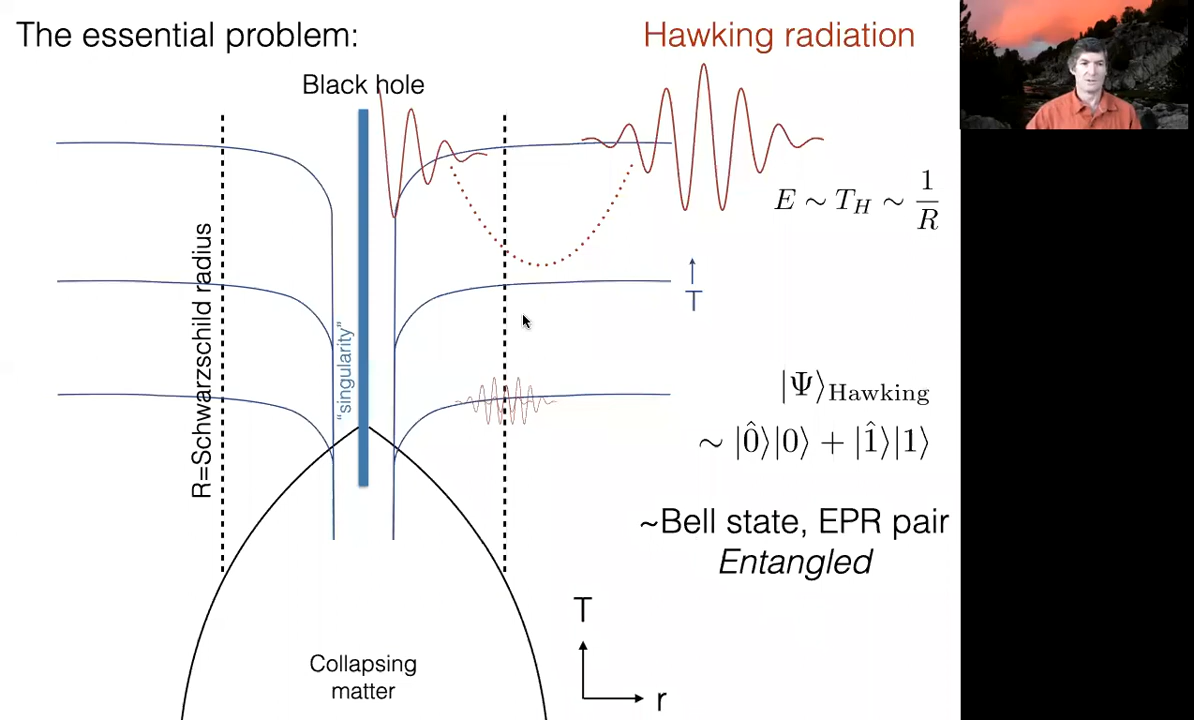 The essential problem:
Hawking radiation
Black hole
E ∼ T_H ∼ 1/R
R=Schwarzschild radius
"singularity"
T
|Ψ⟩Hawking
∼ |0̂⟩|0⟩ + |1̂⟩|1⟩
~Bell state, EPR pair
Entangled
T
r
Collapsing
matter